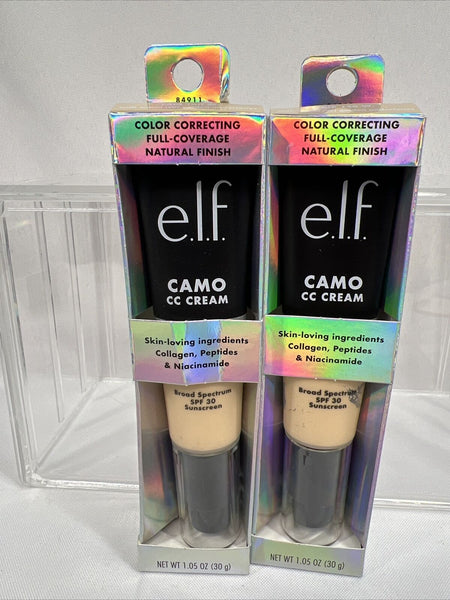 84911
COLOR CORRECTING
FULL-COVERAGE
NATURAL FINISH
e.l.f.
CAMO
CC CREAM
Skin-loving ingredients
Collagen, Peptides
& Niacinamide
Broad Spectrum
SPF 30
Sunscreen
NET WT 1.05 OZ (30 g)
COLOR CORRECTING
FULL-COVERAGE
NATURAL FINISH
e.l.f.
CAMO
CC CREAM
Skin-loving ingredients
Collagen, Peptides
& Niacinamide
Broad Spectrum
SPF 30
Sunscreen
NET WT 1.05 OZ (30 g)